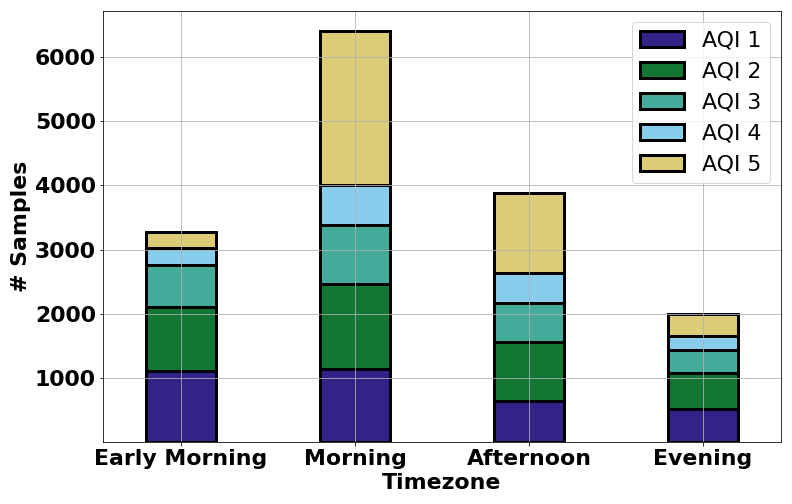 6000
5000
4000
3000
2000
1000
# Samples
Early Morning
Morning
Afternoon
Evening
Timezone
AQI 1
AQI 2
AQI 3
AQI 4
AQI 5